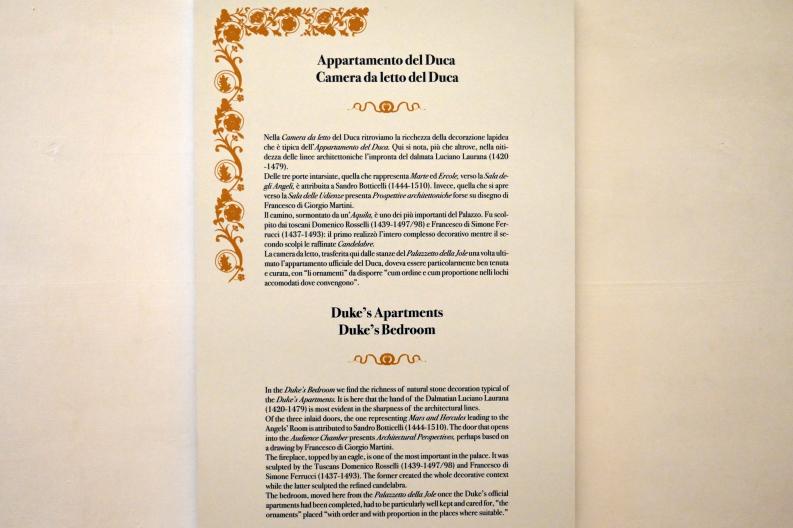 Appartamento del Duca
Camera da letto del Duca
Nella Camera da letto del Duca ritroviamo la ricchezza della decorazione lapidea
che è tipica dell'Appartamento del Duca. Qui si nota, più che altrove, nella niti-
dezza delle linee architettoniche l'impronta del dalmata Luciano Laurana (1420
-1479).
Delle tre porte intarsiate, quella che rappresenta Marte ed Ercole, verso la Sala de-
gli Angeli, è attribuita a Sandro Botticelli (1444-1510). Invece, quella che si apre
verso la Sala delle Udienze presenta Prospettive architettoniche forse su disegno di
Francesco di Giorgio Martini.
Il camino, sormontato da un'Aquila, è uno dei più importanti del Palazzo. Fu scol-
pito dai toscani Domenico Rosselli (1439-1497/98) e Francesco di Simone Fer-
rucci (1437-1493): il primo realizzò l'intero complesso decorativo mentre il se-
condo scolpì le raffinate Candelabre.
La camera da letto, trasferita qui dalle stanze del Palazzetto della Jole una volta ulti-
mato l'appartamento ufficiale del Duca, doveva essere particolarmente ben tenuta
e curata, con "li ornamenti" da disporre "cum ordine e cum proportione nelli lochi
accomodati dove convengono".
Duke's Apartments
Duke's Bedroom
In the Duke's Bedroom we find the richness of natural stone decoration typical of
the Duke's Apartments. It is here that the hand of the Dalmatian Luciano Laurana
(1420-1479) is most evident in the sharpness of the architectural lines.
Of the three inlaid doors, the one representing Mars and Hercules leading to the
Angels' Room is attributed to Sandro Botticelli (1444-1510). The door that opens
into the Audience Chamber presents Architectural Perspectives, perhaps based on
a drawing by Francesco di Giorgio Martini.
The fireplace, topped by an eagle, is one of the most important in the palace. It was
sculpted by the Tuscans Domenico Rosselli (1439-1497/98) and Francesco di
Simone Ferrucci (1437-1493). The former created the whole decorative context
while the latter sculpted the refined candelabra.
The bedroom, moved here from the Palazzetto della Jole once the Duke's official
apartments had been completed, had to be particularly well kept and cared for, "the
ornaments" placed "with order and with proportion in the places where suitable."